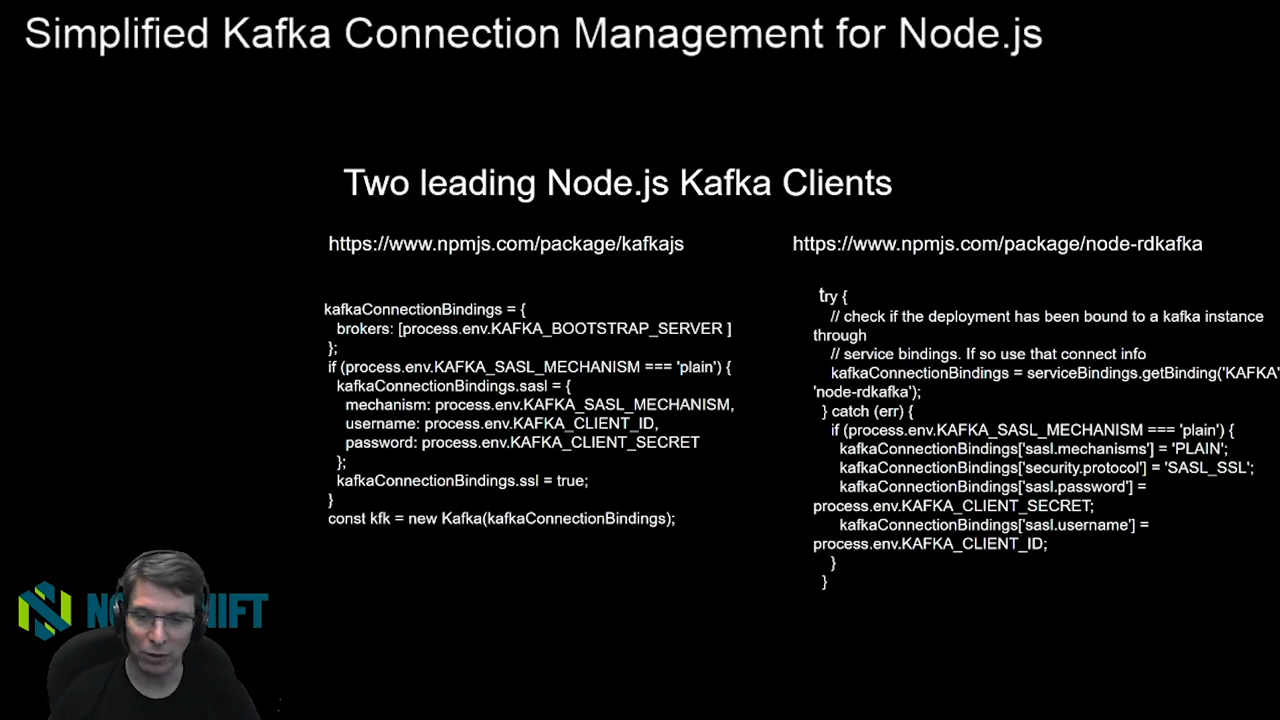 Simplified Kafka Connection Management for Node.js
Two leading Node.js Kafka Clients
https://www.npmjs.com/package/kafkajs
kafkaConnectionBindings = {
brokers: [process.env.KAFKA_BOOTSTRAP_SERVER ]
};
if (process.env.KAFKA_SASL_MECHANISM === 'plain') {
kafkaConnectionBindings.sasl = {
mechanism: process.env.KAFKA_SASL_MECHANISM,
username: process.env.KAFKA_CLIENT_ID,
password: process.env.KAFKA_CLIENT_SECRET
};
kafkaConnectionBindings.ssl = true;
}
const kfk = new Kafka(kafkaConnectionBindings);
https://www.npmjs.com/package/node-rdkafka
try {
// check if the deployment has been bound to a kafka instance
through
// service bindings. If so use that connect info
kafkaConnectionBindings = serviceBindings.getBinding('KAFKA'
'node-rdkafka');
} catch (err) {
if (process.env.KAFKA_SASL_MECHANISM === 'plain') {
kafkaConnectionBindings['sasl.mechanisms'] = 'PLAIN';
kafkaConnectionBindings['security.protocol'] = 'SASL_SSL';
kafkaConnectionBindings['sasl.password'] =
process.env.KAFKA_CLIENT_SECRET;
kafkaConnectionBindings['sasl.username'] =
process.env.KAFKA_CLIENT_ID;
}
}